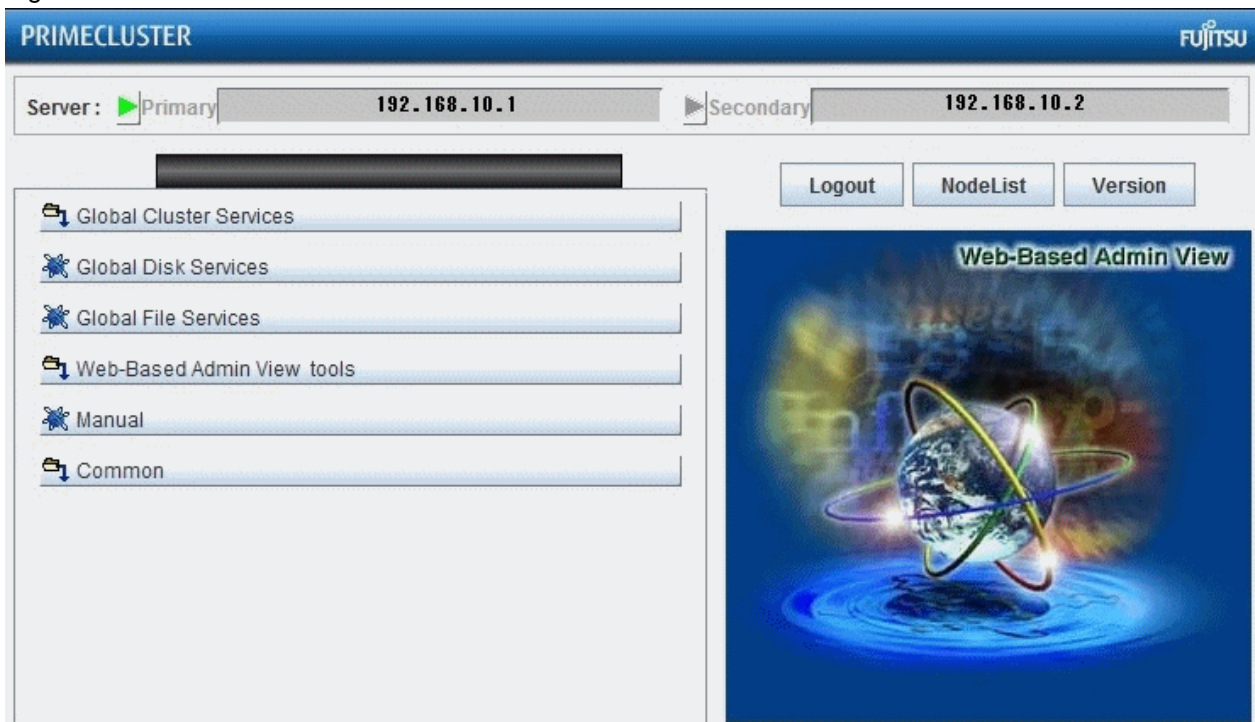 PRIMECLUSTER
FUJITSU
Server : Primary 192.168.10.1 Secondary 192.168.10.2
Logout NodeList Version
Global Cluster Services
Global Disk Services
Global File Services
Web-Based Admin View tools
Manual
Common
Web-Based Admin View